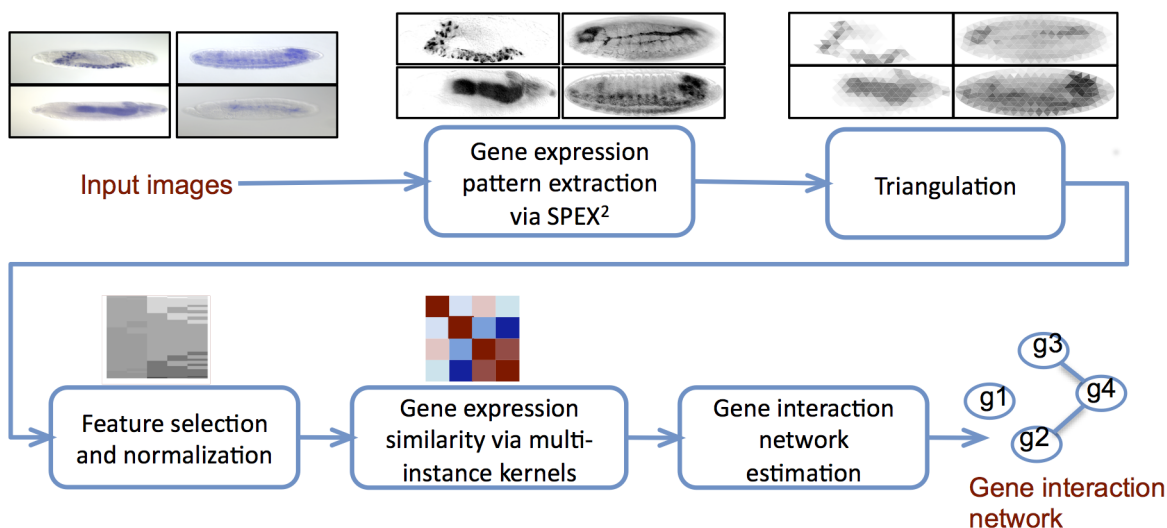 Input images
Gene expression
pattern extraction
via SPEX²
Triangulation
Feature selection
and normalization
Gene expression
similarity via multi-
instance kernels
Gene interaction
network
estimation
g3
g1
g4
g2
Gene interaction
network